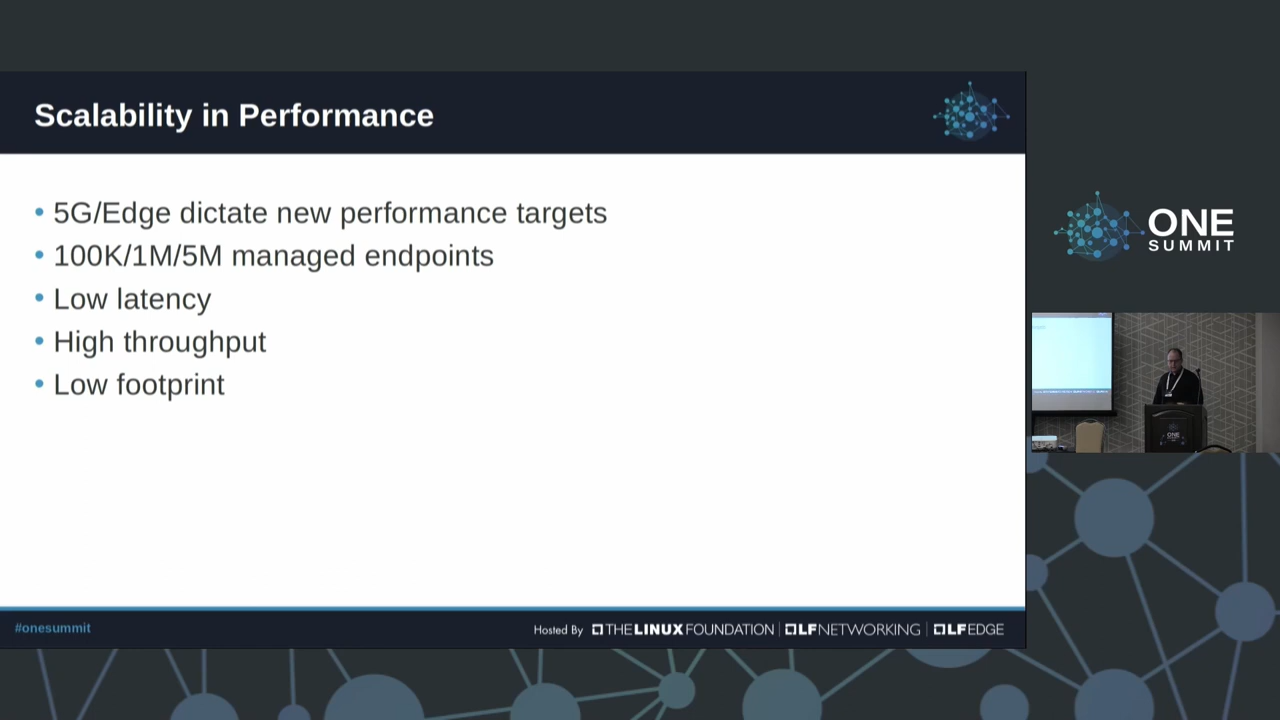 Scalability in Performance
• 5G/Edge dictate new performance targets
• 100K/1M/5M managed endpoints
• Low latency
• High throughput
• Low footprint
#onesummit
Hosted By THE LINUX FOUNDATION | LF NETWORKING | LF EDGE
ONE
SUMMIT
ONE